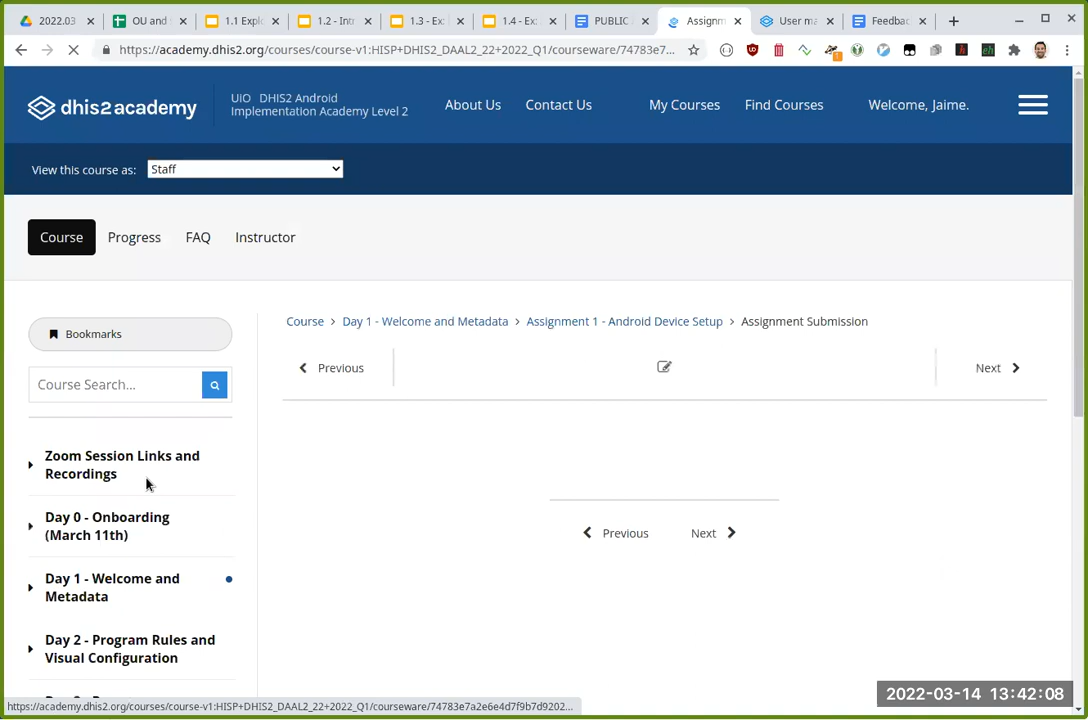 2022.03
OU and
1.1 Expl
1.2 - Int
1.3 - Ex
1.4 - Ex
PUBLIC
Assignm
User ma
Feedbac
https://academy.dhis2.org/courses/course-v1:HISP+DHIS2_DAAL2_22+2022_Q1/courseware/74783e7...
dhis2 academy
UiO DHIS2 Android
Implementation Academy Level 2
About Us
Contact Us
My Courses
Find Courses
Welcome, Jaime.
View this course as:
Staff
Course
Progress
FAQ
Instructor
Bookmarks
Course Search...
Zoom Session Links and
Recordings
Day 0 - Onboarding
(March 11th)
Day 1 - Welcome and
Metadata
Day 2 - Program Rules and
Visual Configuration
Course > Day 1 - Welcome and Metadata > Assignment 1 - Android Device Setup > Assignment Submission
Previous
Next
Previous
Next
https://academy.dhis2.org/courses/course-v1:HISP+DHIS2_DAAL2_22+2022_Q1/courseware/74783e7a2e6e4d7f9b7d9202...
2022-03-14 13:42:08